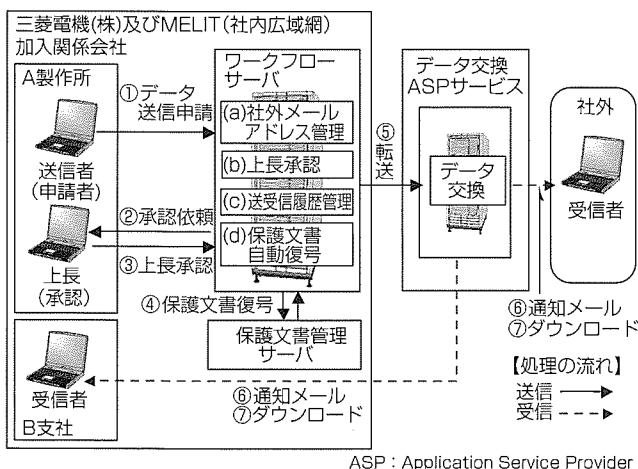 三菱電機(株)及びMELIT(社内広域網)
加入関係会社
A製作所
送信者
(申請者)
上長
(承認)
①データ
送信申請
②承認依頼
③上長承認
ワークフロー
サーバ
(a)社外メール
アドレス管理
(b)上長承認
(c)送受信履歴管理
(d)保護文書
自動復号
④保護文書復号
保護文書管理
サーバ
受信者
B支社
⑤転送
データ交換
ASPサービス
データ
交換
社外
受信者
⑥通知メール
⑦ダウンロード
⑥通知メール
⑦ダウンロード
【処理の流れ】
送信
受信
ASP：Application Service Provider